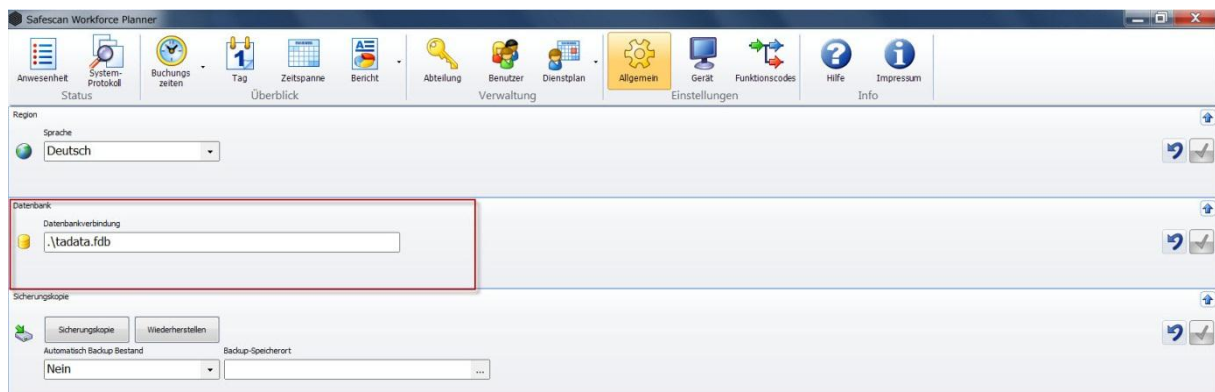 Safescan Workforce Planner
Anwesenheit
System-
Protokoll
Buchungs
zeiten
Tag
Zeitspanne
Bericht
Abteilung
Benutzer
Dienstplan
Allgemein
Gerät
Funktionscodes
Hilfe
Impressum
Status
Überblick
Verwaltung
Einstellungen
Info
Region
Sprache
Deutsch
Datenbank
Datenbankverbindung
.\tadata.fdb
Sicherungskopie
Sicherungskopie Wiederherstellen
Automatisch Backup Bestand Backup-Speicherort
Nein ...